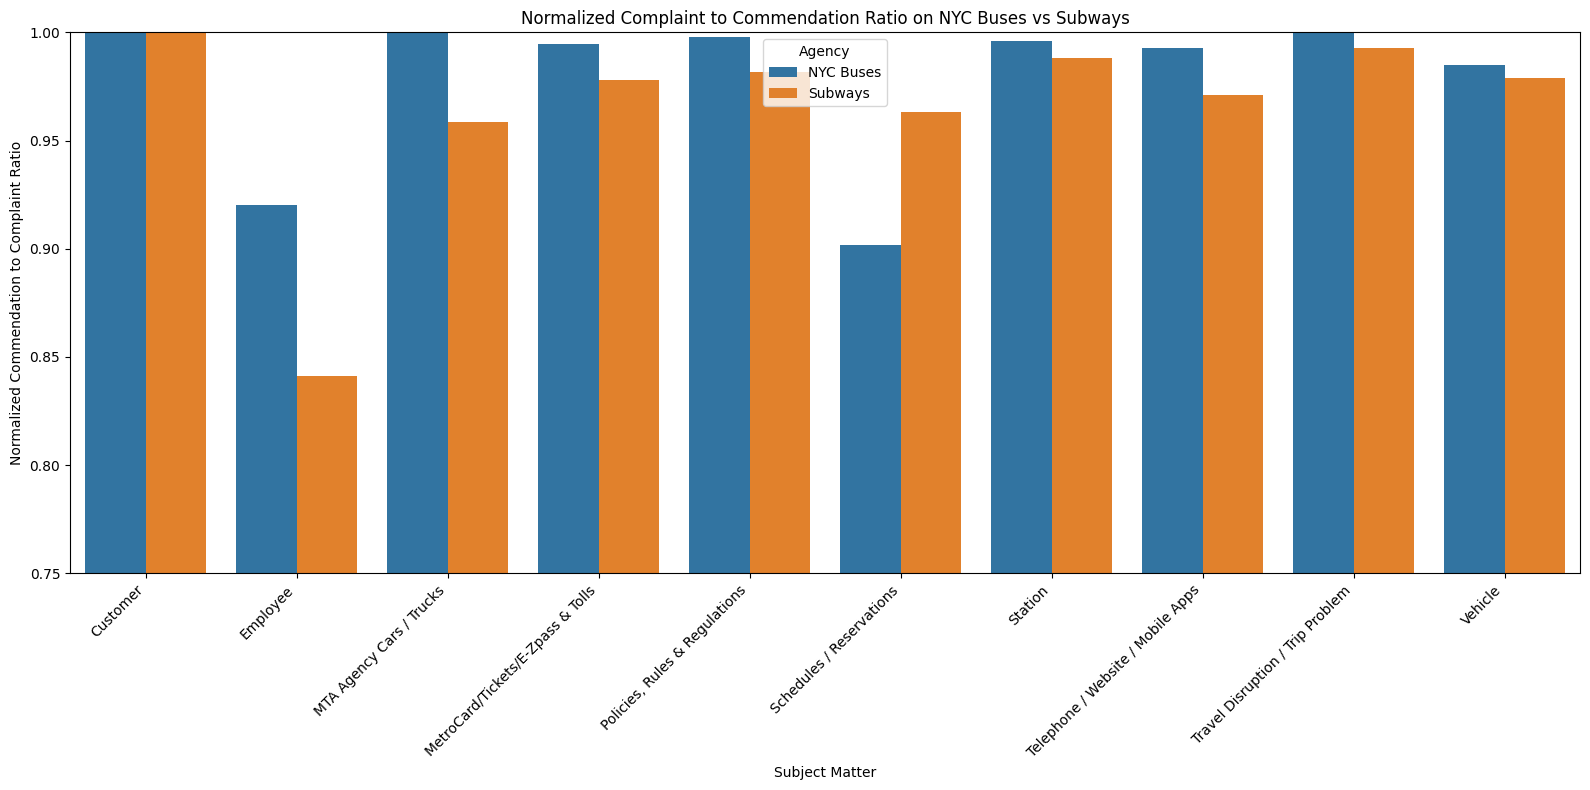 Normalized Complaint to Commendation Ratio on NYC Buses vs Subways
Normalized Commendation to Complaint Ratio
1.00
0.95
0.90
0.85
0.80
0.75
Agency
NYC Buses
Subways
Customer
Employee
MTA Agency Cars / Trucks
MetroCard/Tickets/E-Zpass & Tolls
Policies, Rules & Regulations
Schedules / Reservations
Station
Telephone / Website / Mobile Apps
Travel Disruption / Trip Problem
Vehicle
Subject Matter